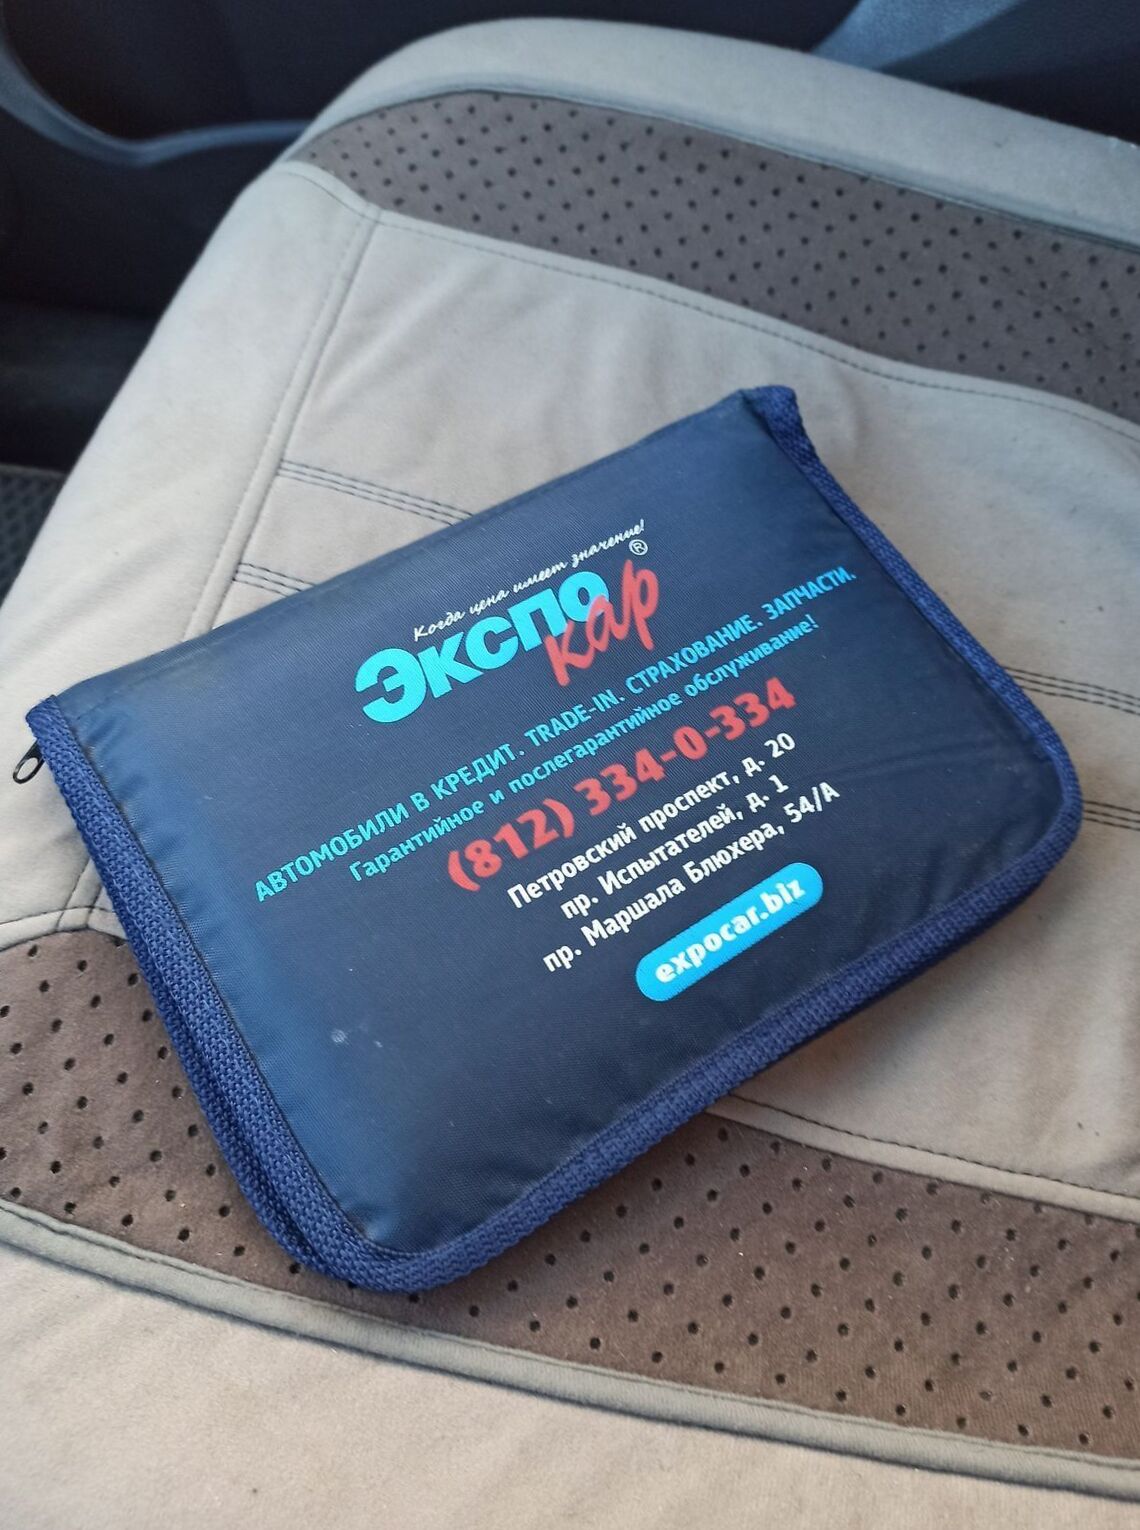 Когда цена имеет значение!
Экспо
кар®
АВТОМОБИЛИ В КРЕДИТ. TRADE-IN. СТРАХОВАНИЕ. ЗАПЧАСТИ.
Гарантийное и послегарантийное обслуживание!
(812) 334-0-334
Петровский проспект, д. 20
пр. Испытателей, д. 1
пр. Маршала Блюхера, 54/А
expocar.biz